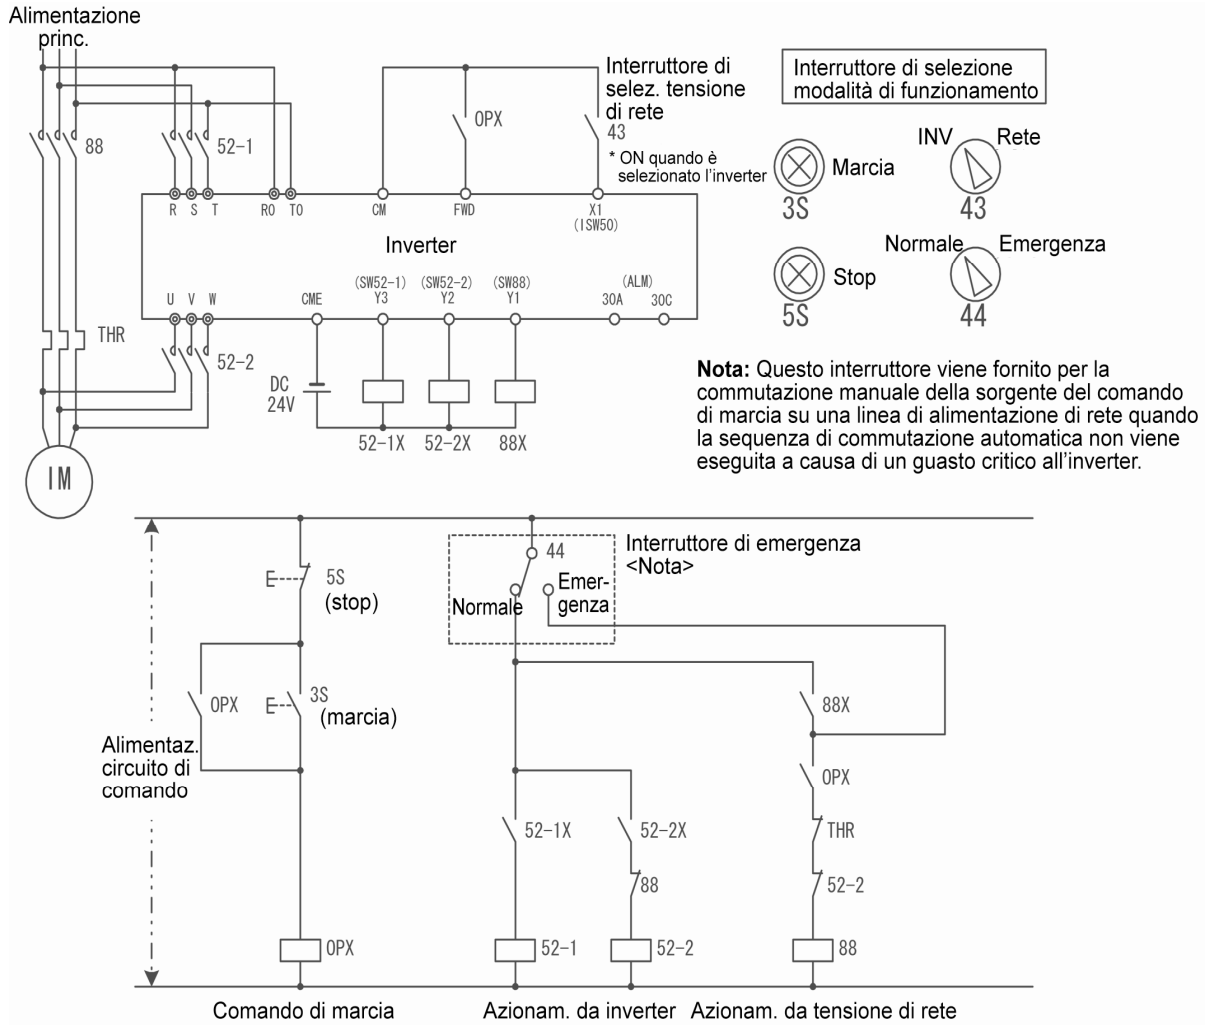 Alimentazione
princ.
88
52-1
OPX
Interruttore di
selez. tensione
di rete
43
* ON quando è
selezionato l'inverter
Interruttore di selezione
modalità di funzionamento
Marcia
3S
INV Rete
43
Stop
5S
Normale Emergenza
44
R S T R0 T0 CM FWD X1
(ISW50)
Inverter
(SW52-1) (SW52-2) (SW88) (ALM)
U V W CME Y3 Y2 Y1 30A 30C
THR
52-2
DC
24V
52-1X 52-2X 88X
IM
Nota: Questo interruttore viene fornito per la
commutazione manuale della sorgente del comando
di marcia su una linea di alimentazione di rete quando
la sequenza di commutazione automatica non viene
eseguita a causa di un guasto critico all'inverter.
5S
(stop)
44
Interruttore di emergenza
<Nota>
Normale
Emer-
genza
OPX
3S
(marcia)
88X
Alimentaz.
circuito di
comando
OPX
52-1X
52-2X
THR
88
52-2
OPX
52-1
52-2
88
Comando di marcia
Azionam. da inverter
Azionam. da tensione di rete